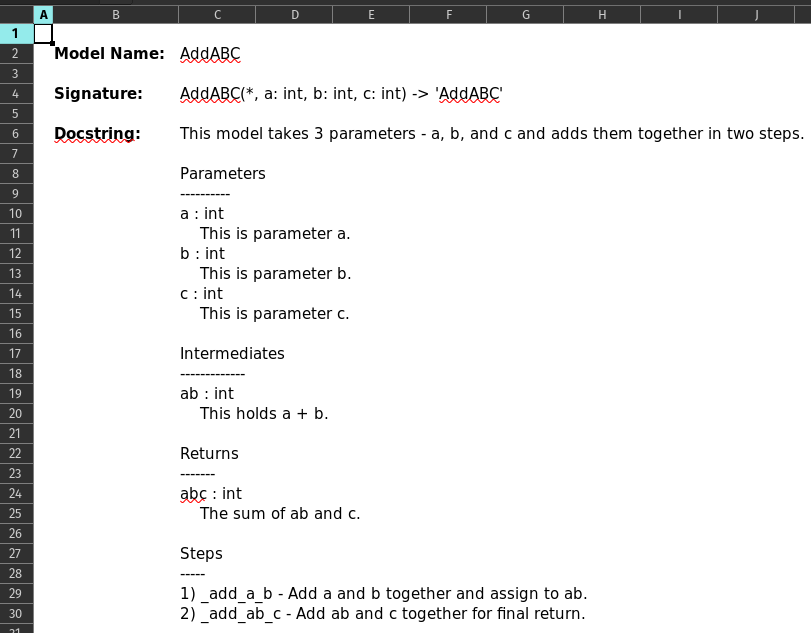 A B C D E F G H I J
1
2 Model Name: AddABC
3
4 Signature: AddABC(*, a: int, b: int, c: int) -> 'AddABC'
5
6 Docstring: This model takes 3 parameters - a, b, and c and adds them together in two steps.
7
8 Parameters
9 ----------
10 a : int
11 This is parameter a.
12 b : int
13 This is parameter b.
14 c : int
15 This is parameter c.
16
17 Intermediates
18 -------------
19 ab : int
20 This holds a + b.
21
22 Returns
23 -------
24 abc : int
25 The sum of ab and c.
26
27 Steps
28 -----
29 1) _add_a_b - Add a and b together and assign to ab.
30 2) _add_ab_c - Add ab and c together for final return.
31